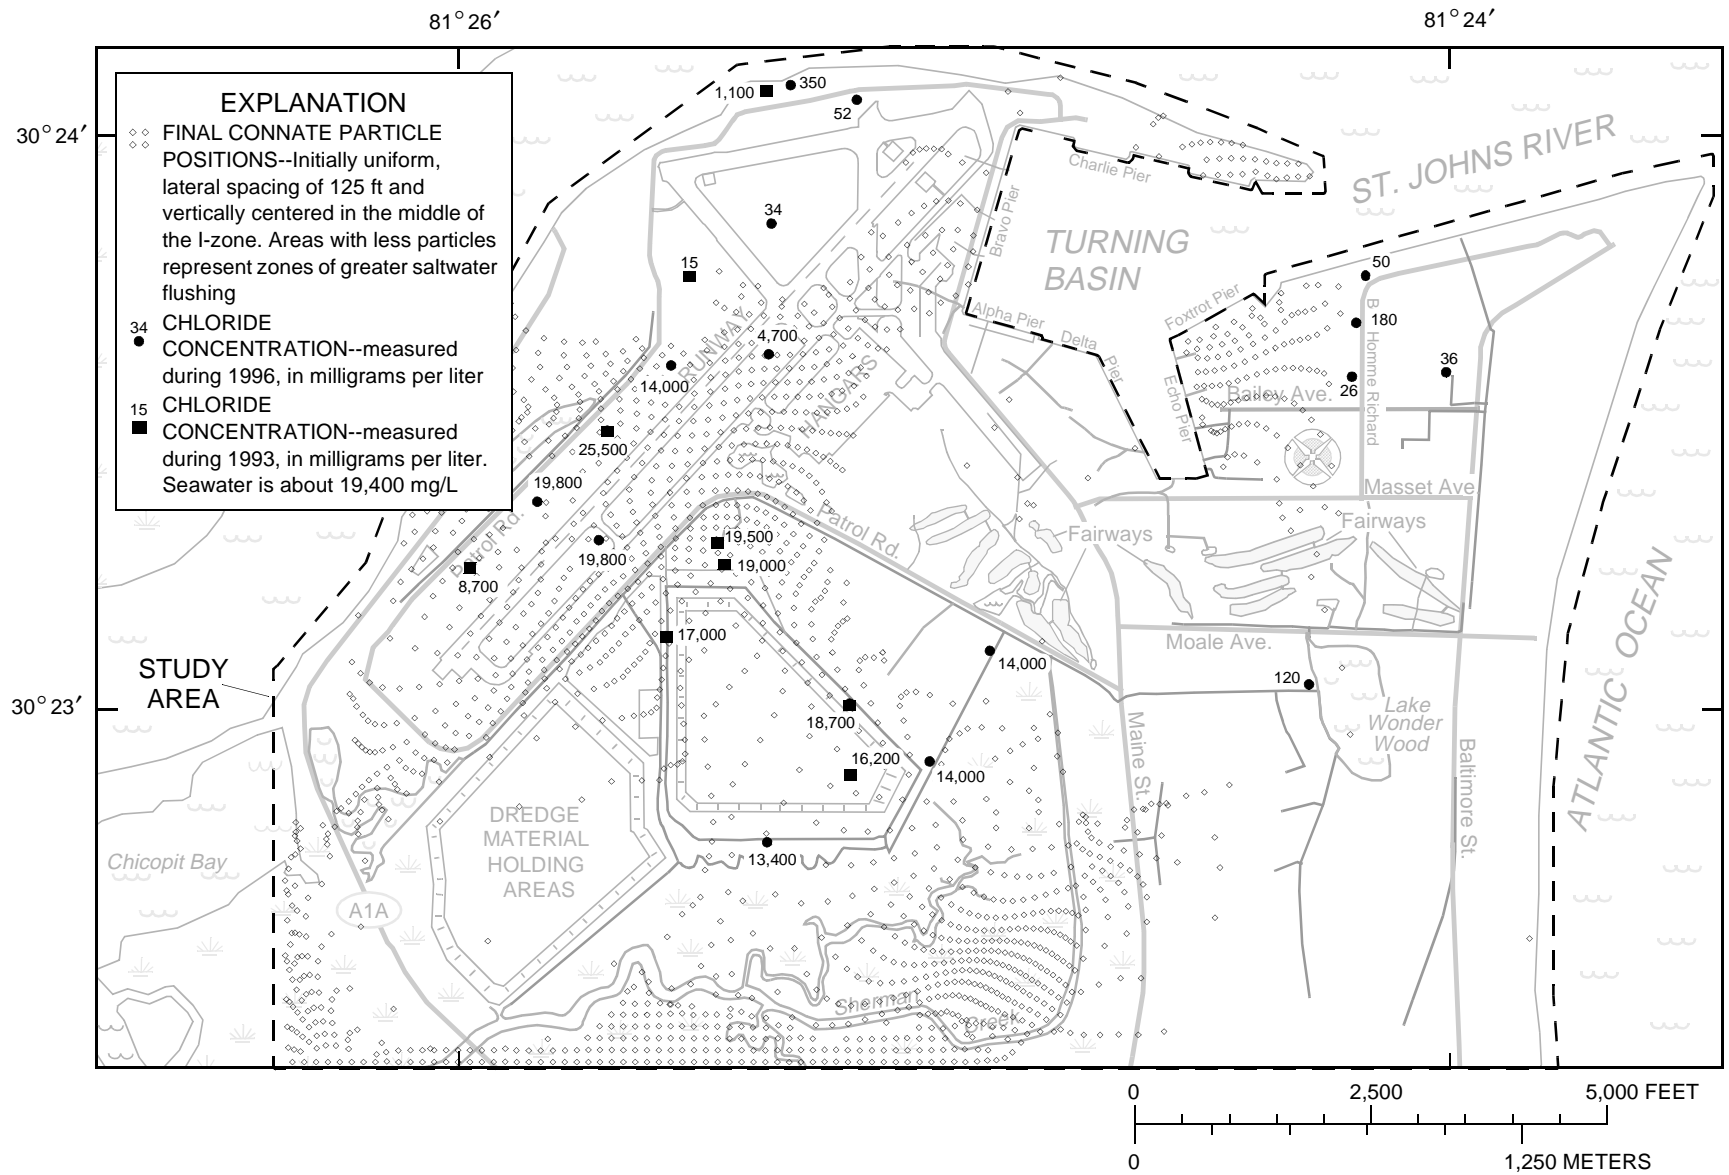 81° 26′
81° 24′
30° 24′
30° 23′
EXPLANATION
FINAL CONNATE PARTICLE
POSITIONS--Initially uniform,
lateral spacing of 125 ft and
vertically centered in the middle of
the I-zone. Areas with less particles
represent zones of greater saltwater
flushing
34
CHLORIDE
CONCENTRATION--measured
during 1996, in milligrams per liter
15
CHLORIDE
CONCENTRATION--measured
during 1993, in milligrams per liter.
Seawater is about 19,400 mg/L
1,100
350
52
34
15
4,700
14,000
25,500
19,800
19,800
8,700
19,500
19,000
17,000
18,700
16,200
14,000
14,000
13,400
50
180
26
36
120
ST. JOHNS RIVER
Charlie Pier
Bravo Pier
TURNING
BASIN
Alpha Pier
Delta
Pier
Echo Pier
Foxtrot Pier
RUNWAY
HANGARS
Bailey Ave.
B Homme Richard
Masset Ave
Fairways
Fairways
Patrol Rd.
Patrol Rd.
Moale Ave.
Lake
Wonder
Wood
Maine St.
Baltimore St.
ATLANTIC OCEAN
STUDY
AREA
DREDGE
MATERIAL
HOLDING
AREAS
Chicopit Bay
A1A
Sherman
Creek
0
2,500
5,000 FEET
0
1,250 METERS